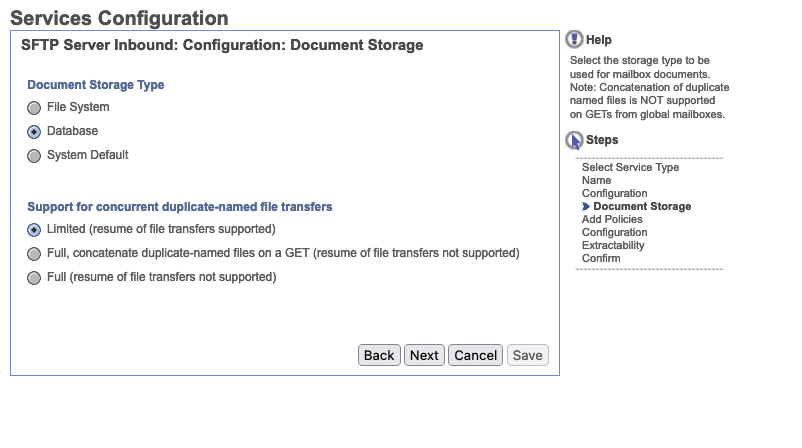 Services Configuration
SFTP Server Inbound: Configuration: Document Storage
Document Storage Type
File System
Database
System Default
Support for concurrent duplicate-named file transfers
Limited (resume of file transfers supported)
Full, concatenate duplicate-named files on a GET (resume of file transfers not supported)
Full (resume of file transfers not supported)
Back Next Cancel Save
Help
Select the storage type to be
used for mailbox documents.
Note: Concatenation of duplicate
named files is NOT supported
on GETs from global mailboxes.
Steps
Select Service Type
Name
Configuration
Document Storage
Add Policies
Configuration
Extractability
Confirm